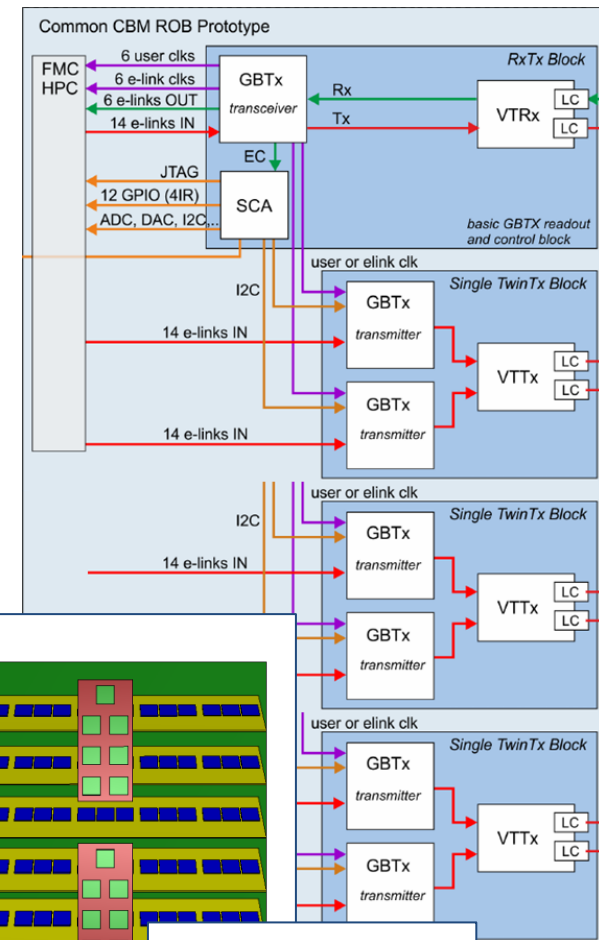 Common CBM ROB Prototype
FMC
HPC
6 user clks
6 e-link clks
6 e-links OUT
14 e-links IN
GBTx
transceiver
RxTx Block
Rx
Tx
VTRx
LC
LC
EC
JTAG
12 GPIO (4IR)
ADC, DAC, I2C,..
SCA
basic GBTX readout
and control block
user or elink clk
Single TwinTx Block
I2C
GBTx
transmitter
14 e-links IN
VTTx
LC
LC
GBTx
transmitter
14 e-links IN
user or elink clk
Single TwinTx Block
I2C
GBTx
transmitter
14 e-links IN
VTTx
LC
LC
GBTx
transmitter
user or elink clk
Single TwinTx Block
GBTx
transmitter
VTTx
LC
LC
GBTx
transmitter